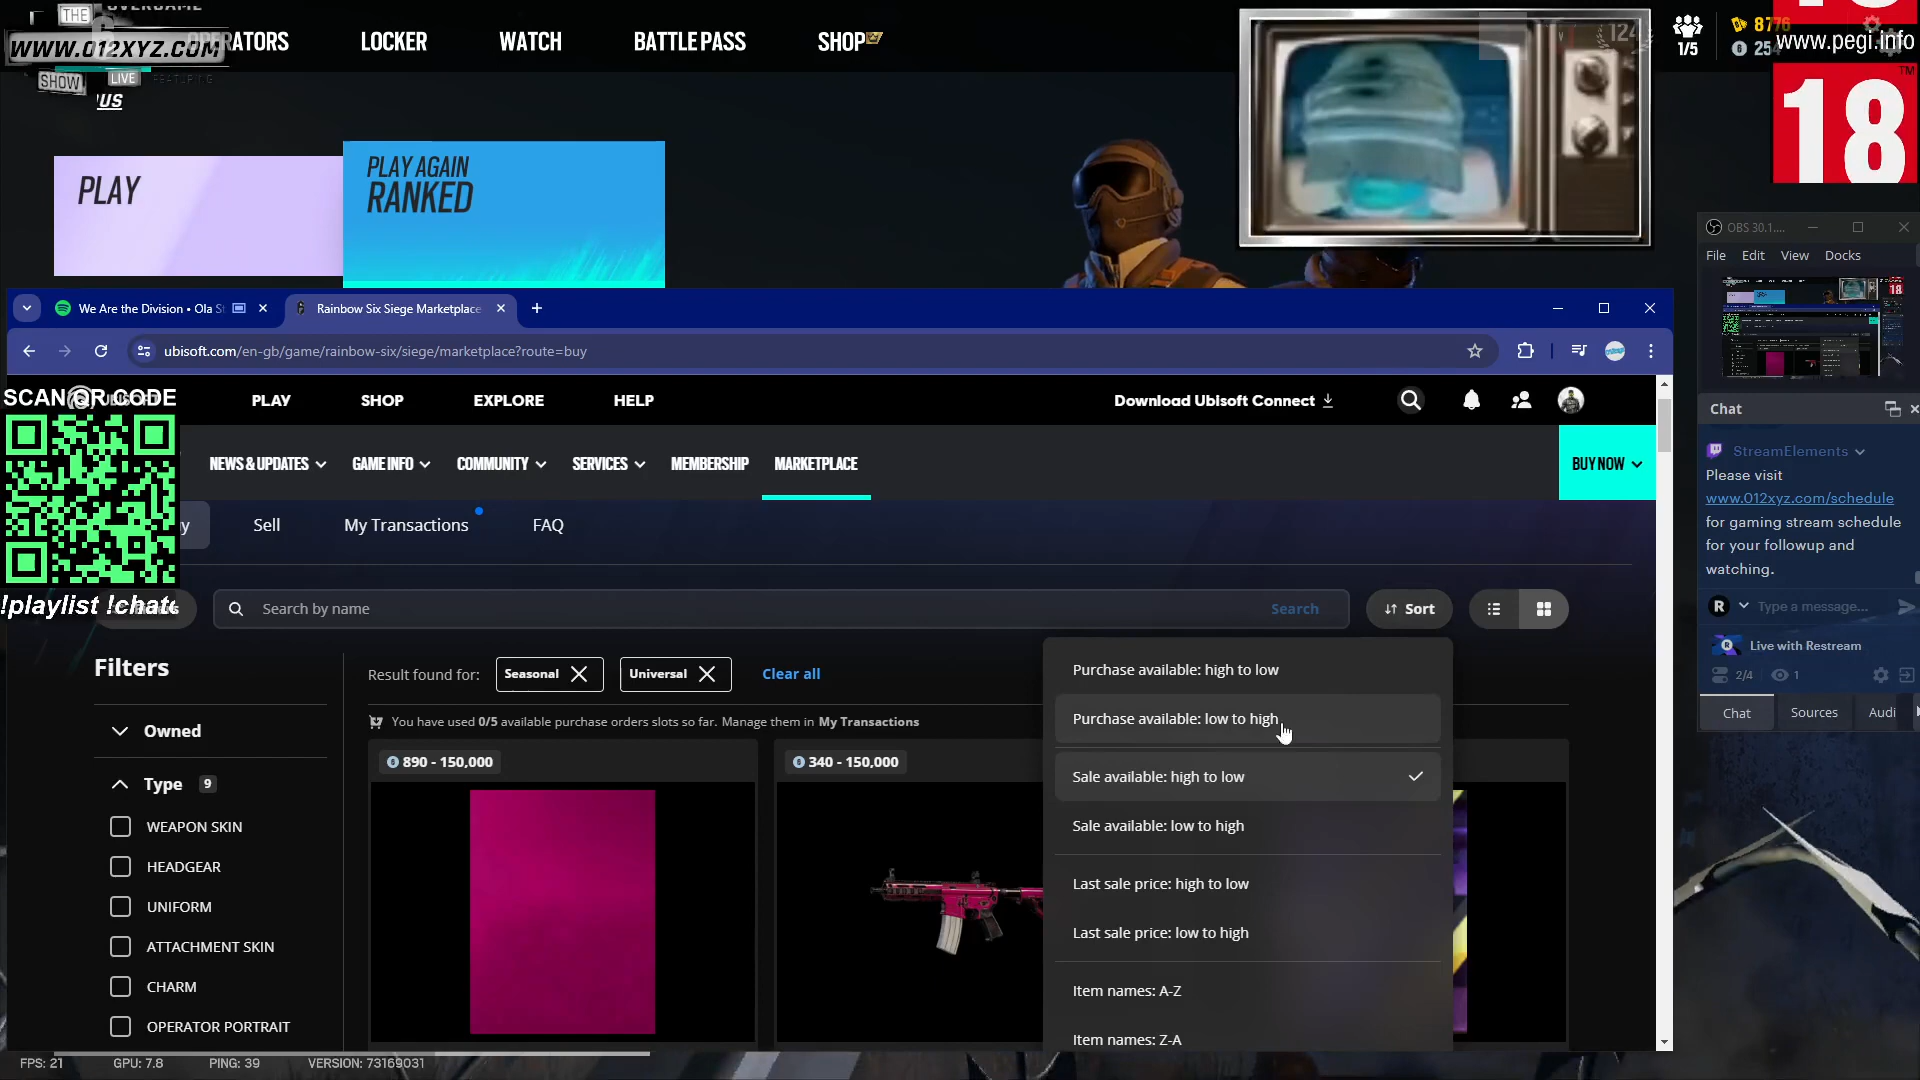 THE
OVERGAME
WWW.012XYZ.COM
SHOW
LIVE
FEATURING
ERATORS
LOCKER
WATCH
BATTLE PASS
SHOP
124
1/5
8776
254
www.pegi.info
18
TM
US
PLAY
PLAY AGAIN
RANKED
OBS 30.1....
File Edit View Docks
We Are the Division • Ola S
Rainbow Six Siege Marketplace
ubisoft.com/en-gb/game/rainbow-six/siege/marketplace?route=buy
SCAN QR CODE
PLAY
SHOP
EXPLORE
HELP
Download Ubisoft Connect
NEWS & UPDATES
GAME INFO
COMMUNITY
SERVICES
MEMBERSHIP
MARKETPLACE
BUY NOW
y
Sell
My Transactions
FAQ
!playlist !chat
Search by name
Search
Sort
Filters
Result found for:
Seasonal
Universal
Clear all
You have used 0/5 available purchase orders slots so far. Manage them in My Transactions
Owned
Type 9
WEAPON SKIN
HEADGEAR
UNIFORM
ATTACHMENT SKIN
CHARM
OPERATOR PORTRAIT
890 - 150,000
340 - 150,000
Purchase available: high to low
Purchase available: low to high
Sale available: high to low
Sale available: low to high
Last sale price: high to low
Last sale price: low to high
Item names: A-Z
Item names: Z-A
Chat
StreamElements
Please visit
www.012xyz.com/schedule
for gaming stream schedule
for your followup and
watching.
R
Type a message...
Live with Restream
2/4
1
Chat
Sources
Audi
FPS: 21
GPU: 7.8
PING: 39
VERSION: 73169031